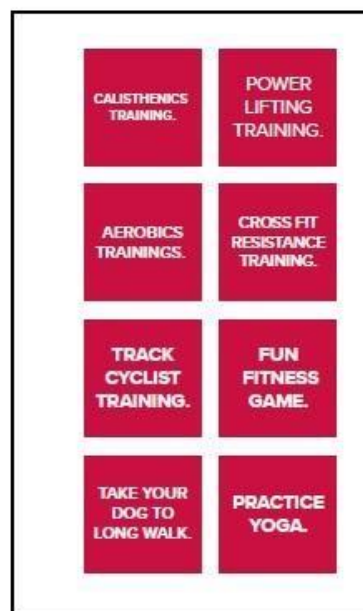 CALISTHENICS
TRAINING.
POWER
LIFTING
TRAINING.
AEROBICS
TRAININGS.
CROSS FIT
RESISTANCE
TRAINING.
TRACK
CYCLIST
TRAINING.
FUN
FITNESS
GAME.
TAKE YOUR
DOG TO
LONG WALK.
PRACTICE
YOGA.